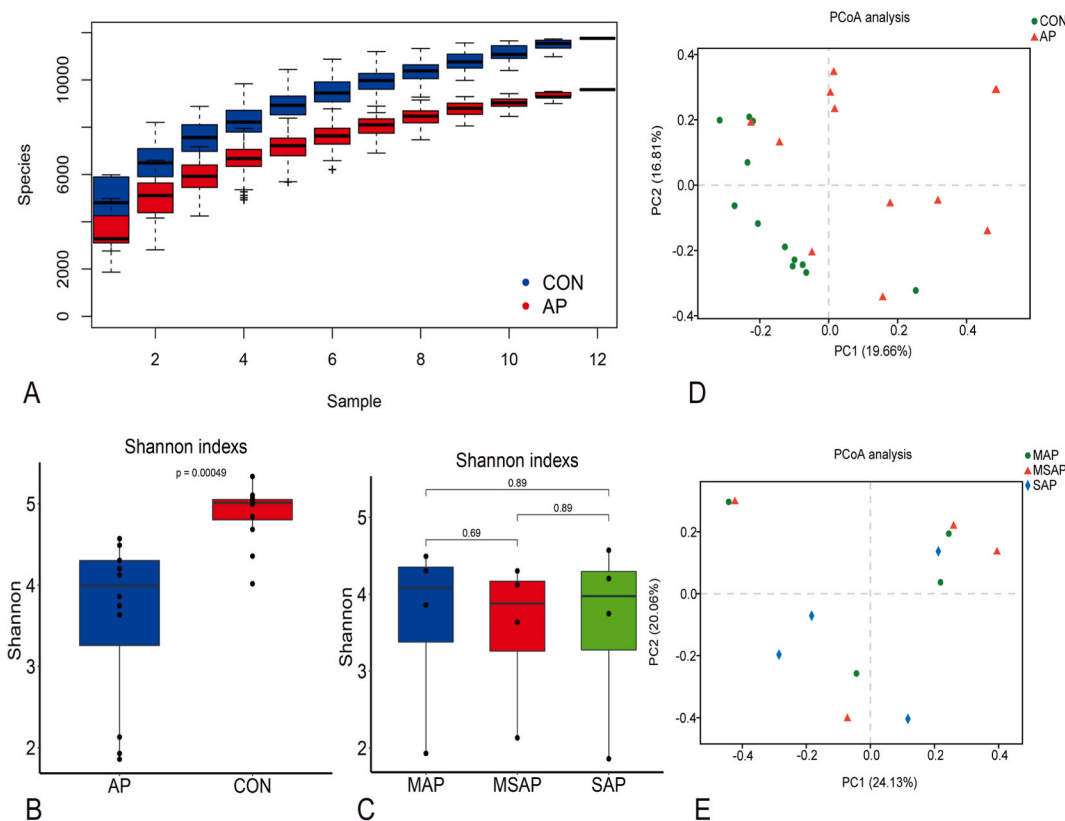 Species
0
2000
6000
10000
2
4
6
8
10
12
CON
AP
A
Sample
PCoA analysis
CON
AP
PC2 (16.81%)
0.4
0.2
0.0
-0.2
-0.4
-0.2
0.0
0.2
0.4
PC1 (19.66%)
D
Shannon indexs
p = 0.00049
Shannon
5
4
3
2
AP
CON
B
Shannon indexs
0.89
0.89
0.69
Shannon
5
4
3
2
MAP
MSAP
SAP
C
PCoA analysis
MAP
MSAP
SAP
PC2 (20.06%)
0.2
0.0
-0.2
-0.4
-0.4
-0.2
0.0
0.2
0.4
PC1 (24.13%)
E